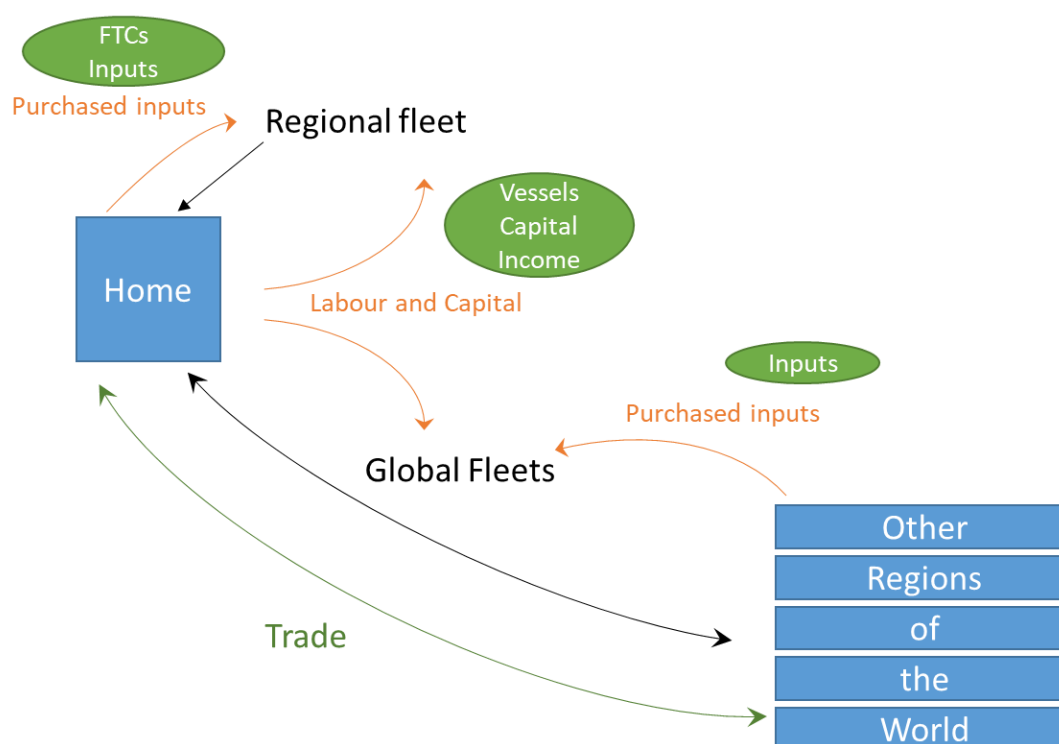 FTCs
Inputs
Purchased inputs
Regional fleet
Vessels
Capital
Income
Home
Labour and Capital
Inputs
Purchased inputs
Global Fleets
Other
Regions
of
the
World
Trade